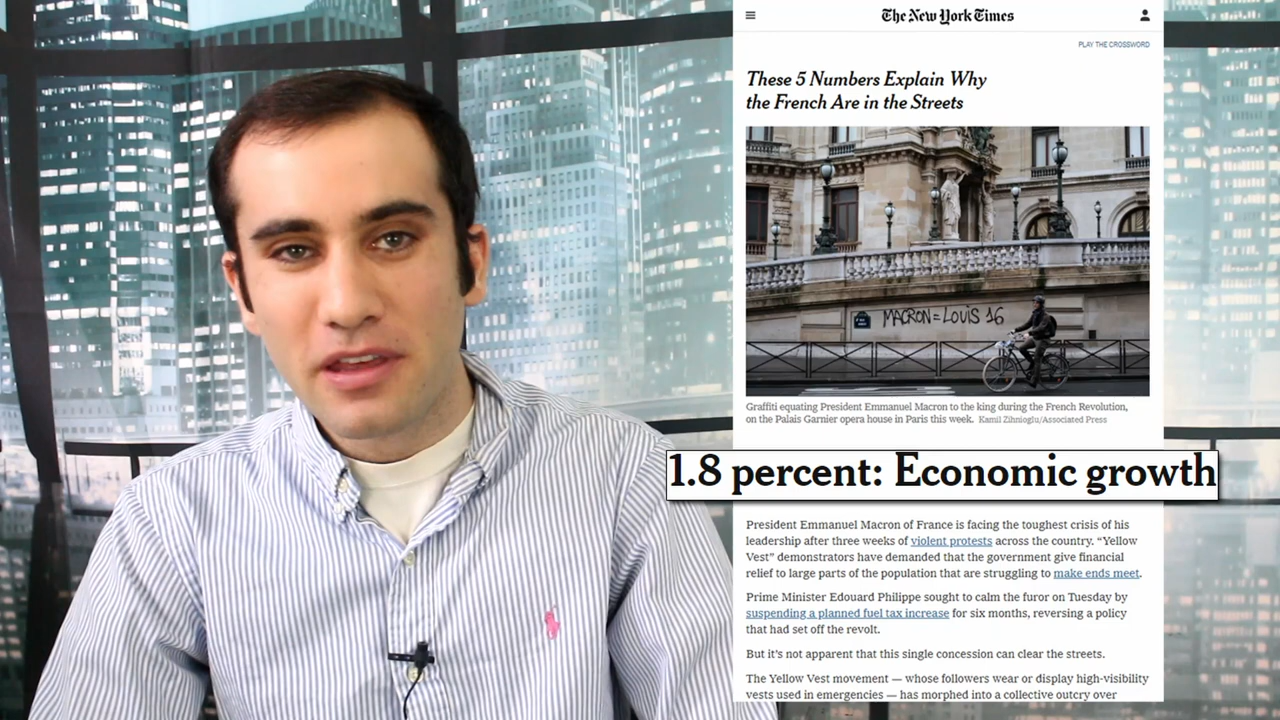 The New York Times
PLAY THE CROSSWORD
These 5 Numbers Explain Why
the French Are in the Streets
MACRON=LOUIS 16
Graffiti equating President Emmanuel Macron to the king during the French Revolution,
on the Palais Garnier opera house in Paris this week. Kamil Zihnioglu/Associated Press
1.8 percent: Economic growth
President Emmanuel Macron of France is facing the toughest crisis of his
leadership after three weeks of violent protests across the country. “Yellow
Vest” demonstrators have demanded that the government give financial
relief to large parts of the population that are struggling to make ends meet.
Prime Minister Edouard Philippe sought to calm the furor on Tuesday by
suspending a planned fuel tax increase for six months, reversing a policy
that had set off the revolt.
But it’s not apparent that this single concession can clear the streets.
The Yellow Vest movement — whose followers wear or display high-visibility
vests used in emergencies — has morphed into a collective outcry over